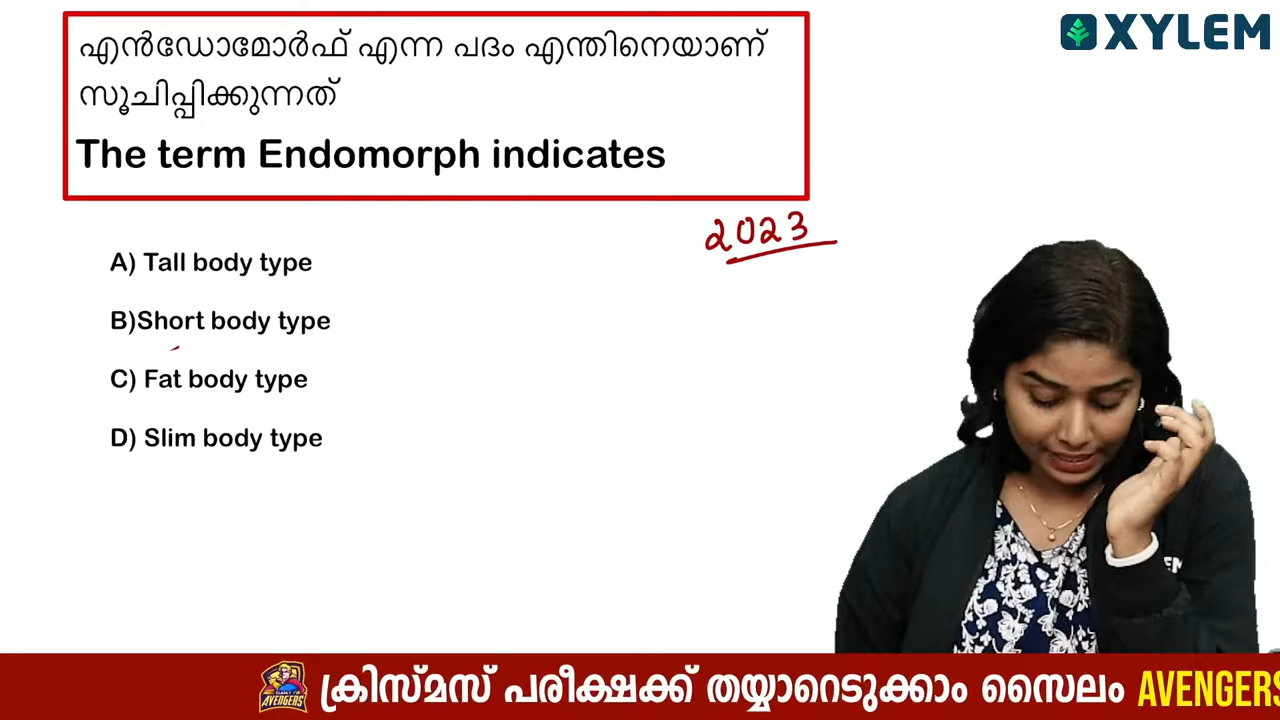 XYLEM
എൻഡോമോർഫ് എന്ന പദം എന്തിനെയാണ്
സൂചിപ്പിക്കുന്നത്
The term Endomorph indicates
2023
A) Tall body type
B)Short body type
C) Fat body type
D) Slim body type
AVENGERS
ക്രിസ്മസ് പരീക്ഷക്ക് തയ്യാറെടുക്കാം സൈലം AVENGERS